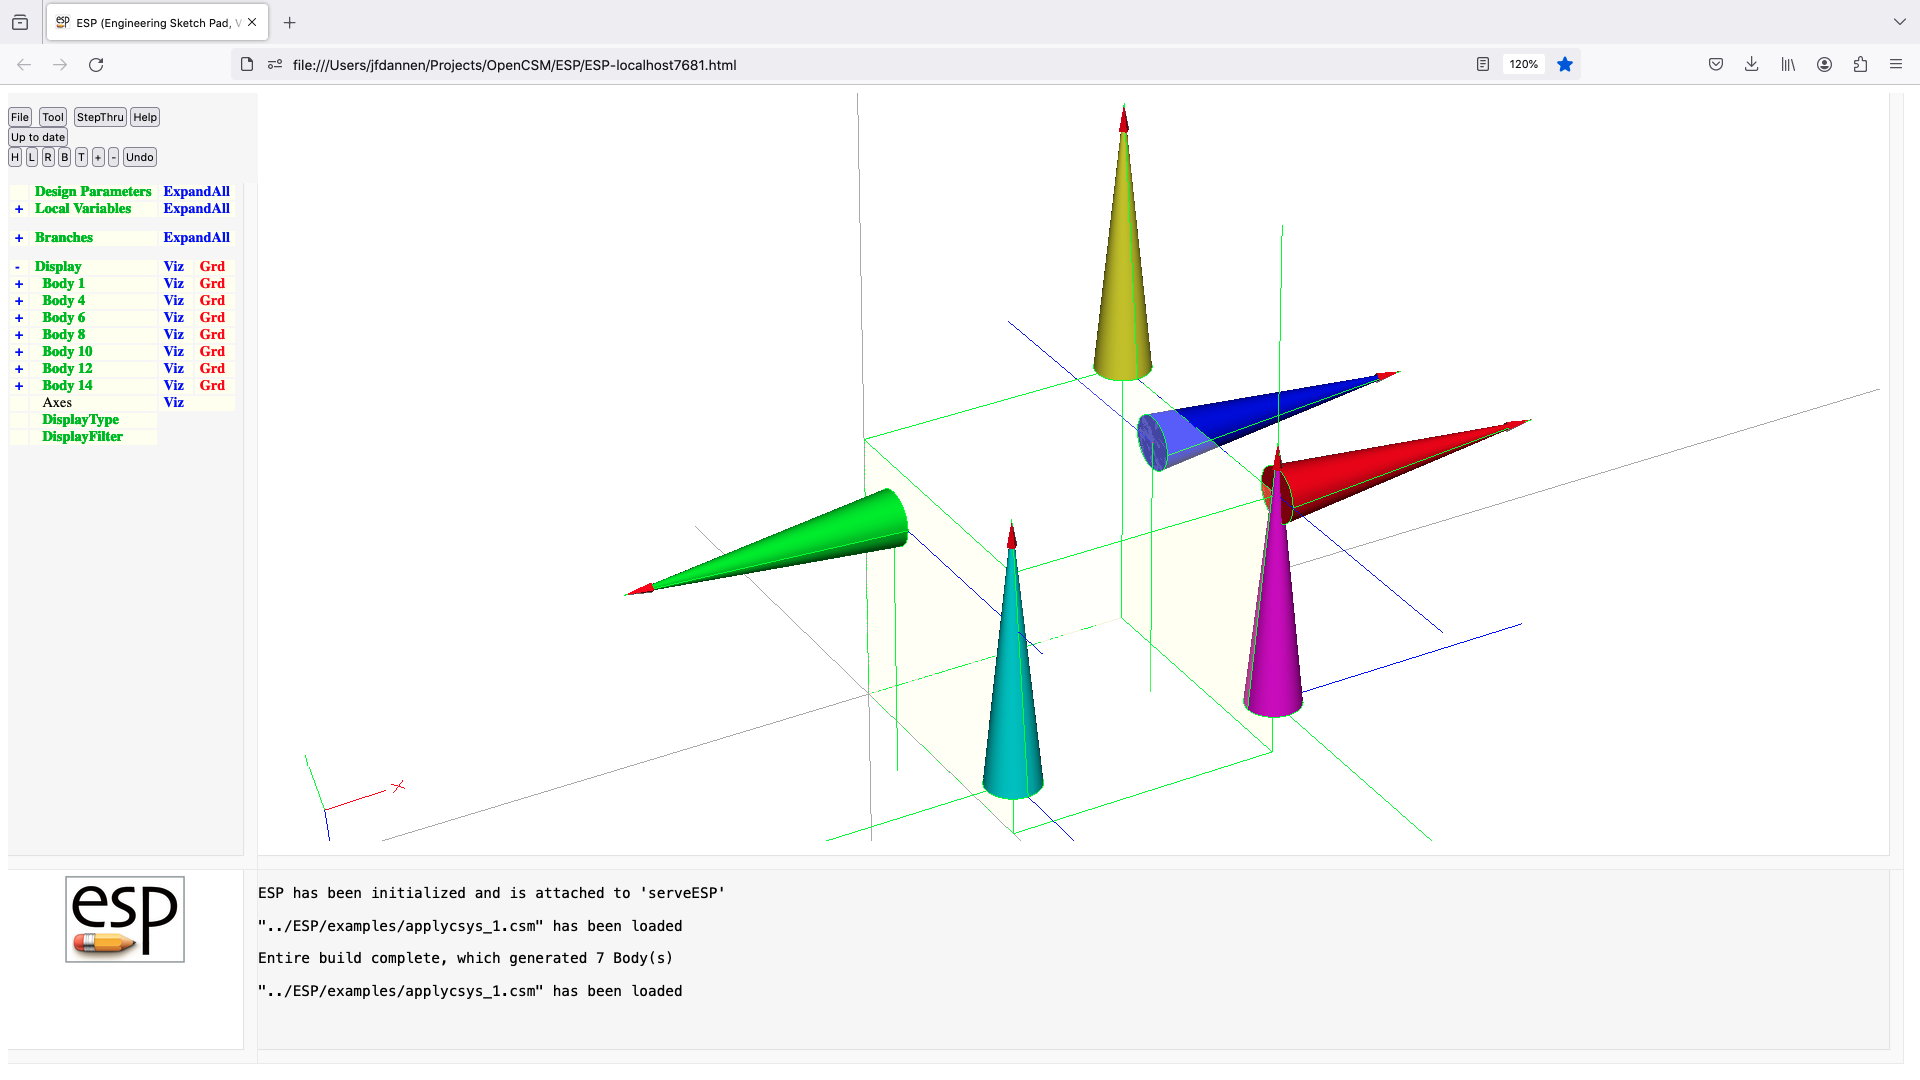 ESP (Engineering Sketch Pad, V
file:///Users/jfdannen/Projects/OpenCSM/ESP/ESP-localhost7681.html
120%
File Tool StepThru Help
Up to date
H L R B T + - Undo
Design Parameters ExpandAll
+ Local Variables ExpandAll
+ Branches ExpandAll
- Display Viz Grd
+ Body 1 Viz Grd
+ Body 4 Viz Grd
+ Body 6 Viz Grd
+ Body 8 Viz Grd
+ Body 10 Viz Grd
+ Body 12 Viz Grd
+ Body 14 Viz Grd
Axes Viz
DisplayType
DisplayFilter
X
esp
ESP has been initialized and is attached to 'serveESP'
"../ESP/examples/applycsys_1.csm" has been loaded
Entire build complete, which generated 7 Body(s)
"../ESP/examples/applycsys_1.csm" has been loaded